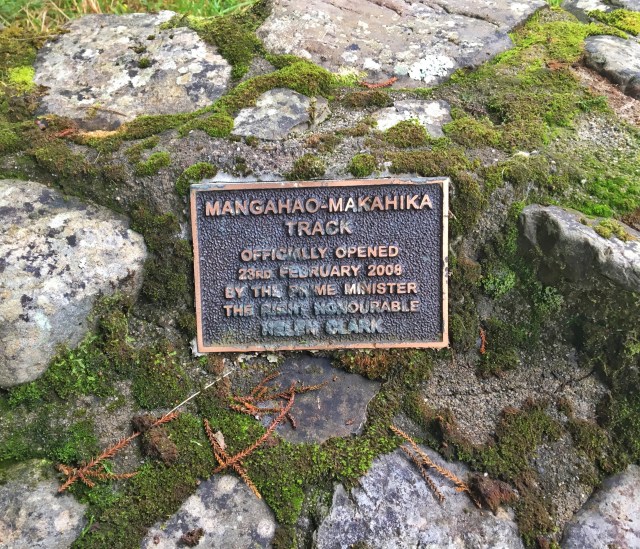 MANGAHAO-MAKAHIKA
TRACK
OFFICIALLY OPENED
23RD FEBRUARY 2008
BY THE PRIME MINISTER
THE RIGHT HONOURABLE
HELEN CLARK